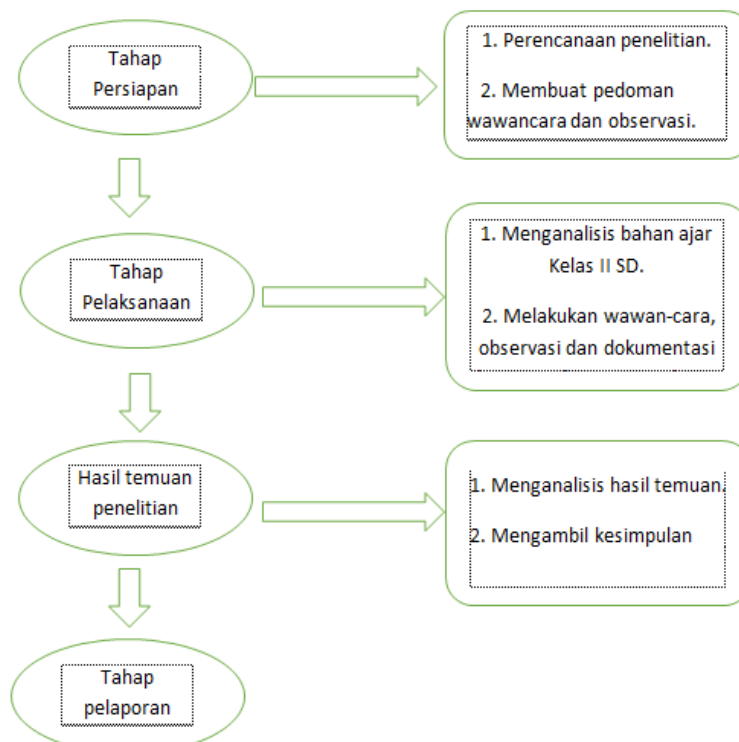 Tahap
Persiapan
1. Perencanaan penelitian.
2. Membuat pedoman
wawancara dan observasi.
Tahap
Pelaksanaan
1. Menganalisis bahan ajar
Kelas II SD.
2. Melakukan wawan-cara,
observasi dan dokumentasi
Hasil temuan
penelitian
1. Menganalisis hasil temuan.
2. Mengambil kesimpulan
Tahap
pelaporan